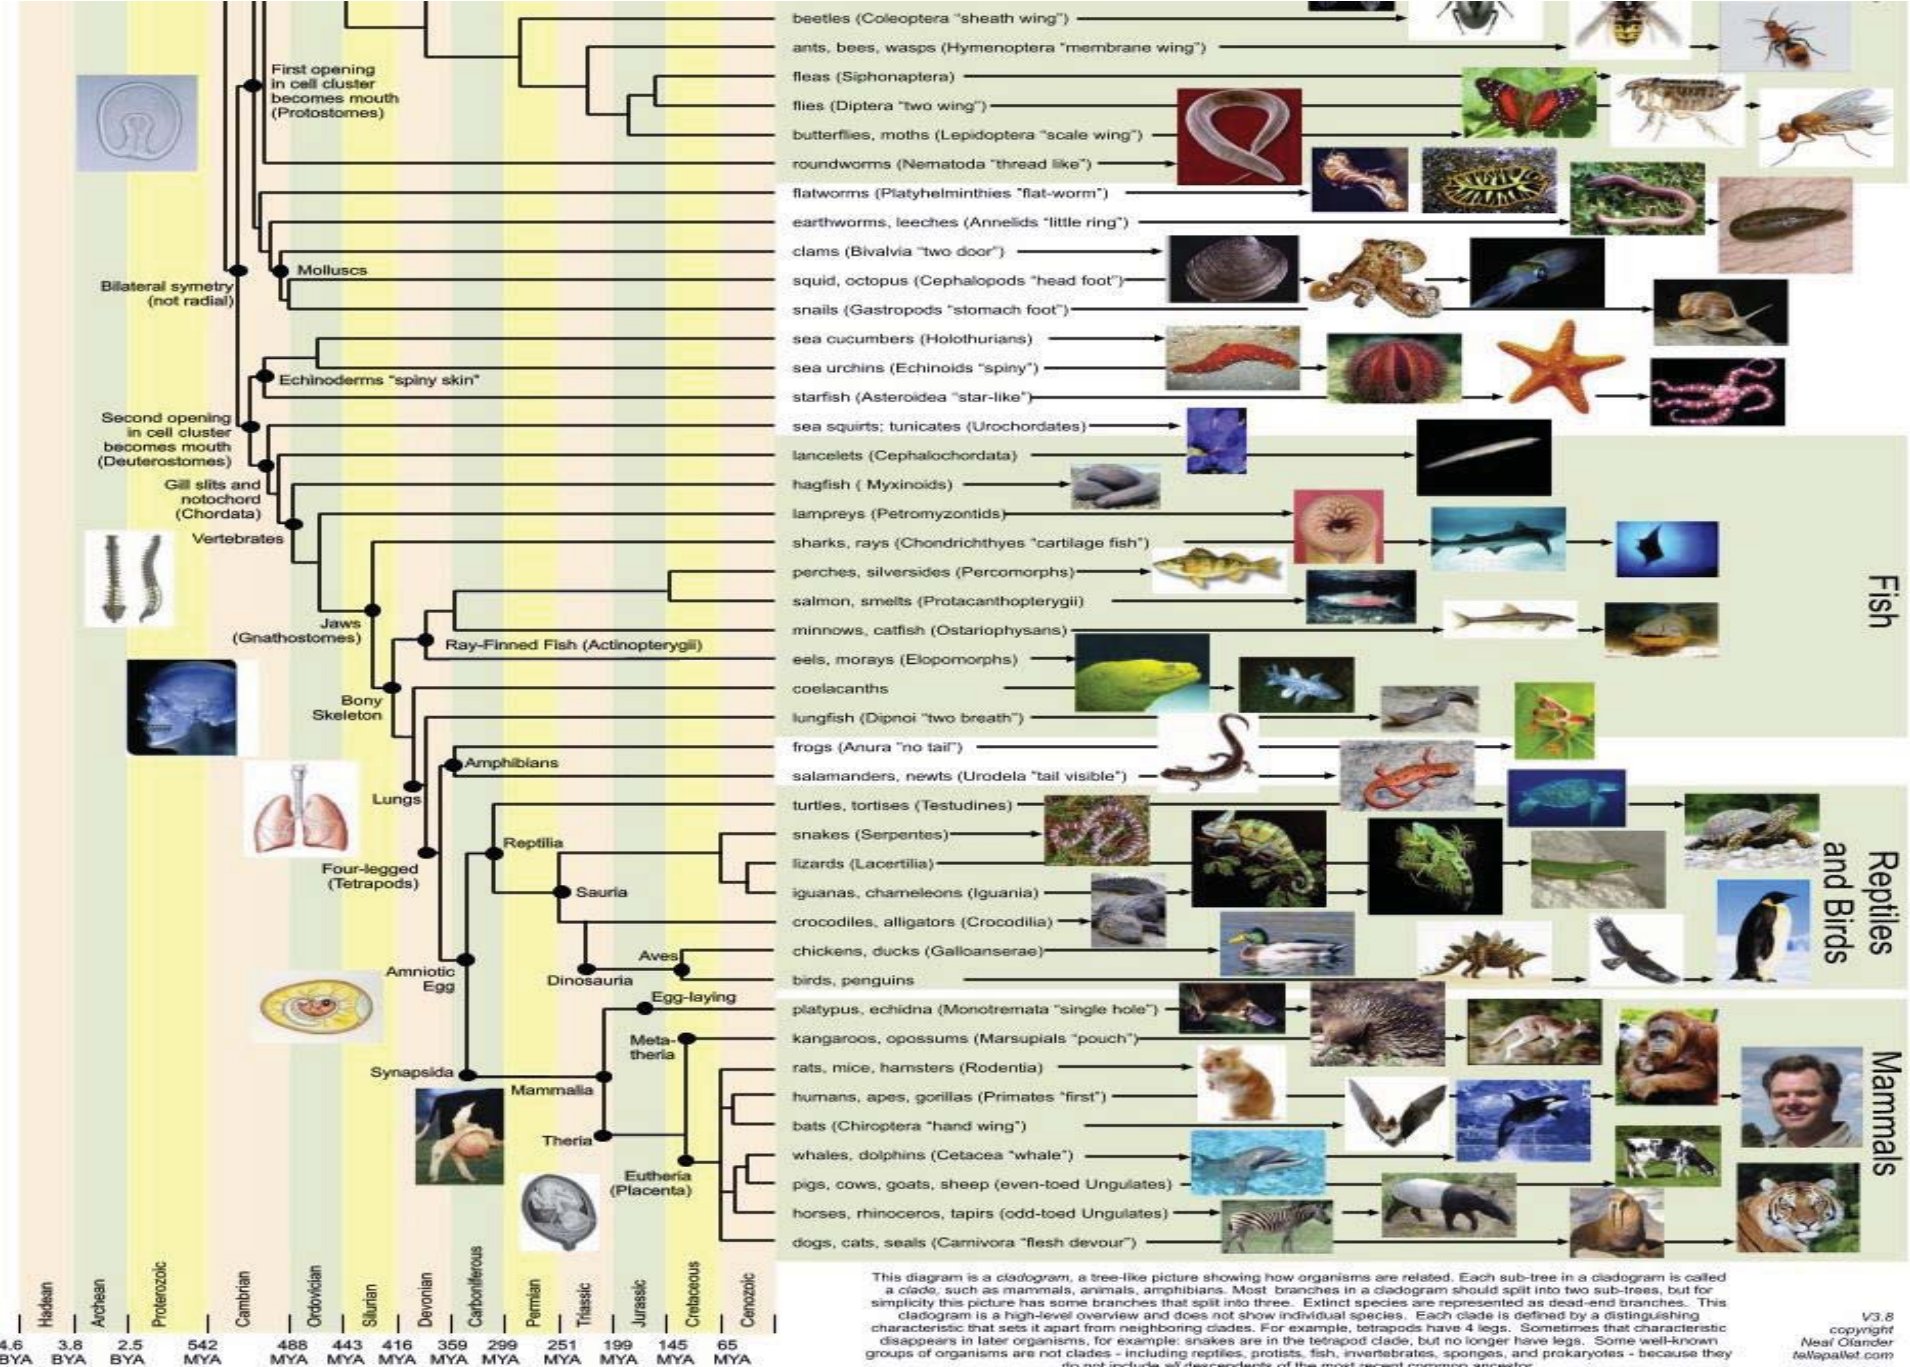 beetles (Coleoptera “sheath wing”)
ants, bees, wasps (Hymenoptera “membrane wing”)
fleas (Siphonaptera)
flies (Diptera “two wing”)
butterflies, moths (Lepidoptera “scale wing”)
roundworms (Nematoda “thread like”)
flatworms (Platyhelminthies “flat-worm”)
earthworms, leeches (Annelids “little ring”)
clams (Bivalvia “two door”)
squid, octopus (Cephalopods “head foot”)
snails (Gastropods “stomach foot”)
sea cucumbers (Holothurians)
sea urchins (Echinoids “spiny”)
starfish (Asteroidea “star-like”)
sea squirts; tunicates (Urochordates)
lancelets (Cephalochordata)
hagfish ( Myxinoids)
lampreys (Petromyzontids)
sharks, rays (Chondrichthyes “cartilage fish”)
perches, silversides (Percomorphs)
salmon, smelts (Protacanthopterygii)
minnows, catfish (Ostariophysans)
eels, morays (Elopomorphs)
coelacanths
lungfish (Dipnoi “two breath”)
frogs (Anura “no tail”)
salamanders, newts (Urodela “tail visible”)
turtles, tortises (Testudines)
snakes (Serpentes)
lizards (Lacertilia)
iguanas, chameleons (Iguania)
crocodiles, alligators (Crocodilia)
chickens, ducks (Galloanserae)
birds, penguins
platypus, echidna (Monotremata “single hole”)
kangaroos, opossums (Marsupials “pouch”)
rats, mice, hamsters (Rodentia)
humans, apes, gorillas (Primates “first”)
bats (Chiroptera “hand wing”)
whales, dolphins (Cetacea “whale”)
pigs, cows, goats, sheep (even-toed Ungulates)
horses, rhinoceros, tapirs (odd-toed Ungulates)
dogs, cats, seals (Carnivora “flesh devour”)
First opening
in cell cluster
becomes mouth
(Protostomes)
Bilateral symetry
(not radial)
Molluscs
Echinoderms “spiny skin”
Second opening
in cell cluster
becomes mouth
(Deuterostomes)
Gill slits and
notochord
(Chordata)
Vertebrates
Jaws
(Gnathostomes)
Ray-Finned Fish (Actinopterygii)
Bony
Skeleton
Amphibians
Lungs
Reptilia
Four-legged
(Tetrapods)
Sauria
Aves
Dinosauria
Amniotic
Egg
Egg-laying
Meta-
theria
Synapsida
Mammalia
Theria
Eutheria
(Placenta)
Fish
Reptiles
and Birds
Mammals
Hadean
Archean
Proterozoic
Cambrian
Ordovician
Silurian
Devonian
Carboniferous
Permian
Triassic
Jurassic
Cretaceous
Cenozoic
4.6 3.8 2.5 542 488 443 416 359 299 251 199 145 65
BYA BYA BYA MYA MYA MYA MYA MYA MYA MYA MYA MYA MYA
This diagram is a cladogram, a tree-like picture showing how organisms are related. Each sub-tree in a cladogram is called
a clade, such as mammals, animals, amphibians. Most branches in a cladogram should split into two sub-trees, but for
simplicity this picture has some branches that split into three. Extinct species are represented as dead-end branches. This
cladogram is a high-level overview and does not show individual species. Each clade is defined by a distinguishing
characteristic that sets it apart from neighboring clades. For example, tetrapods have 4 legs. Sometimes that characteristic
disappears in later organisms, for example: snakes are in the tetrapod clade, but no longer have legs. Some well-known
groups of organisms are not clades - including reptiles, protists, fish, invertebrates, sponges, and prokaryotes - because they
do not include all descendents of the most recent common ancestor
V3.8
copyright
Neal Olander
tellapallet.com